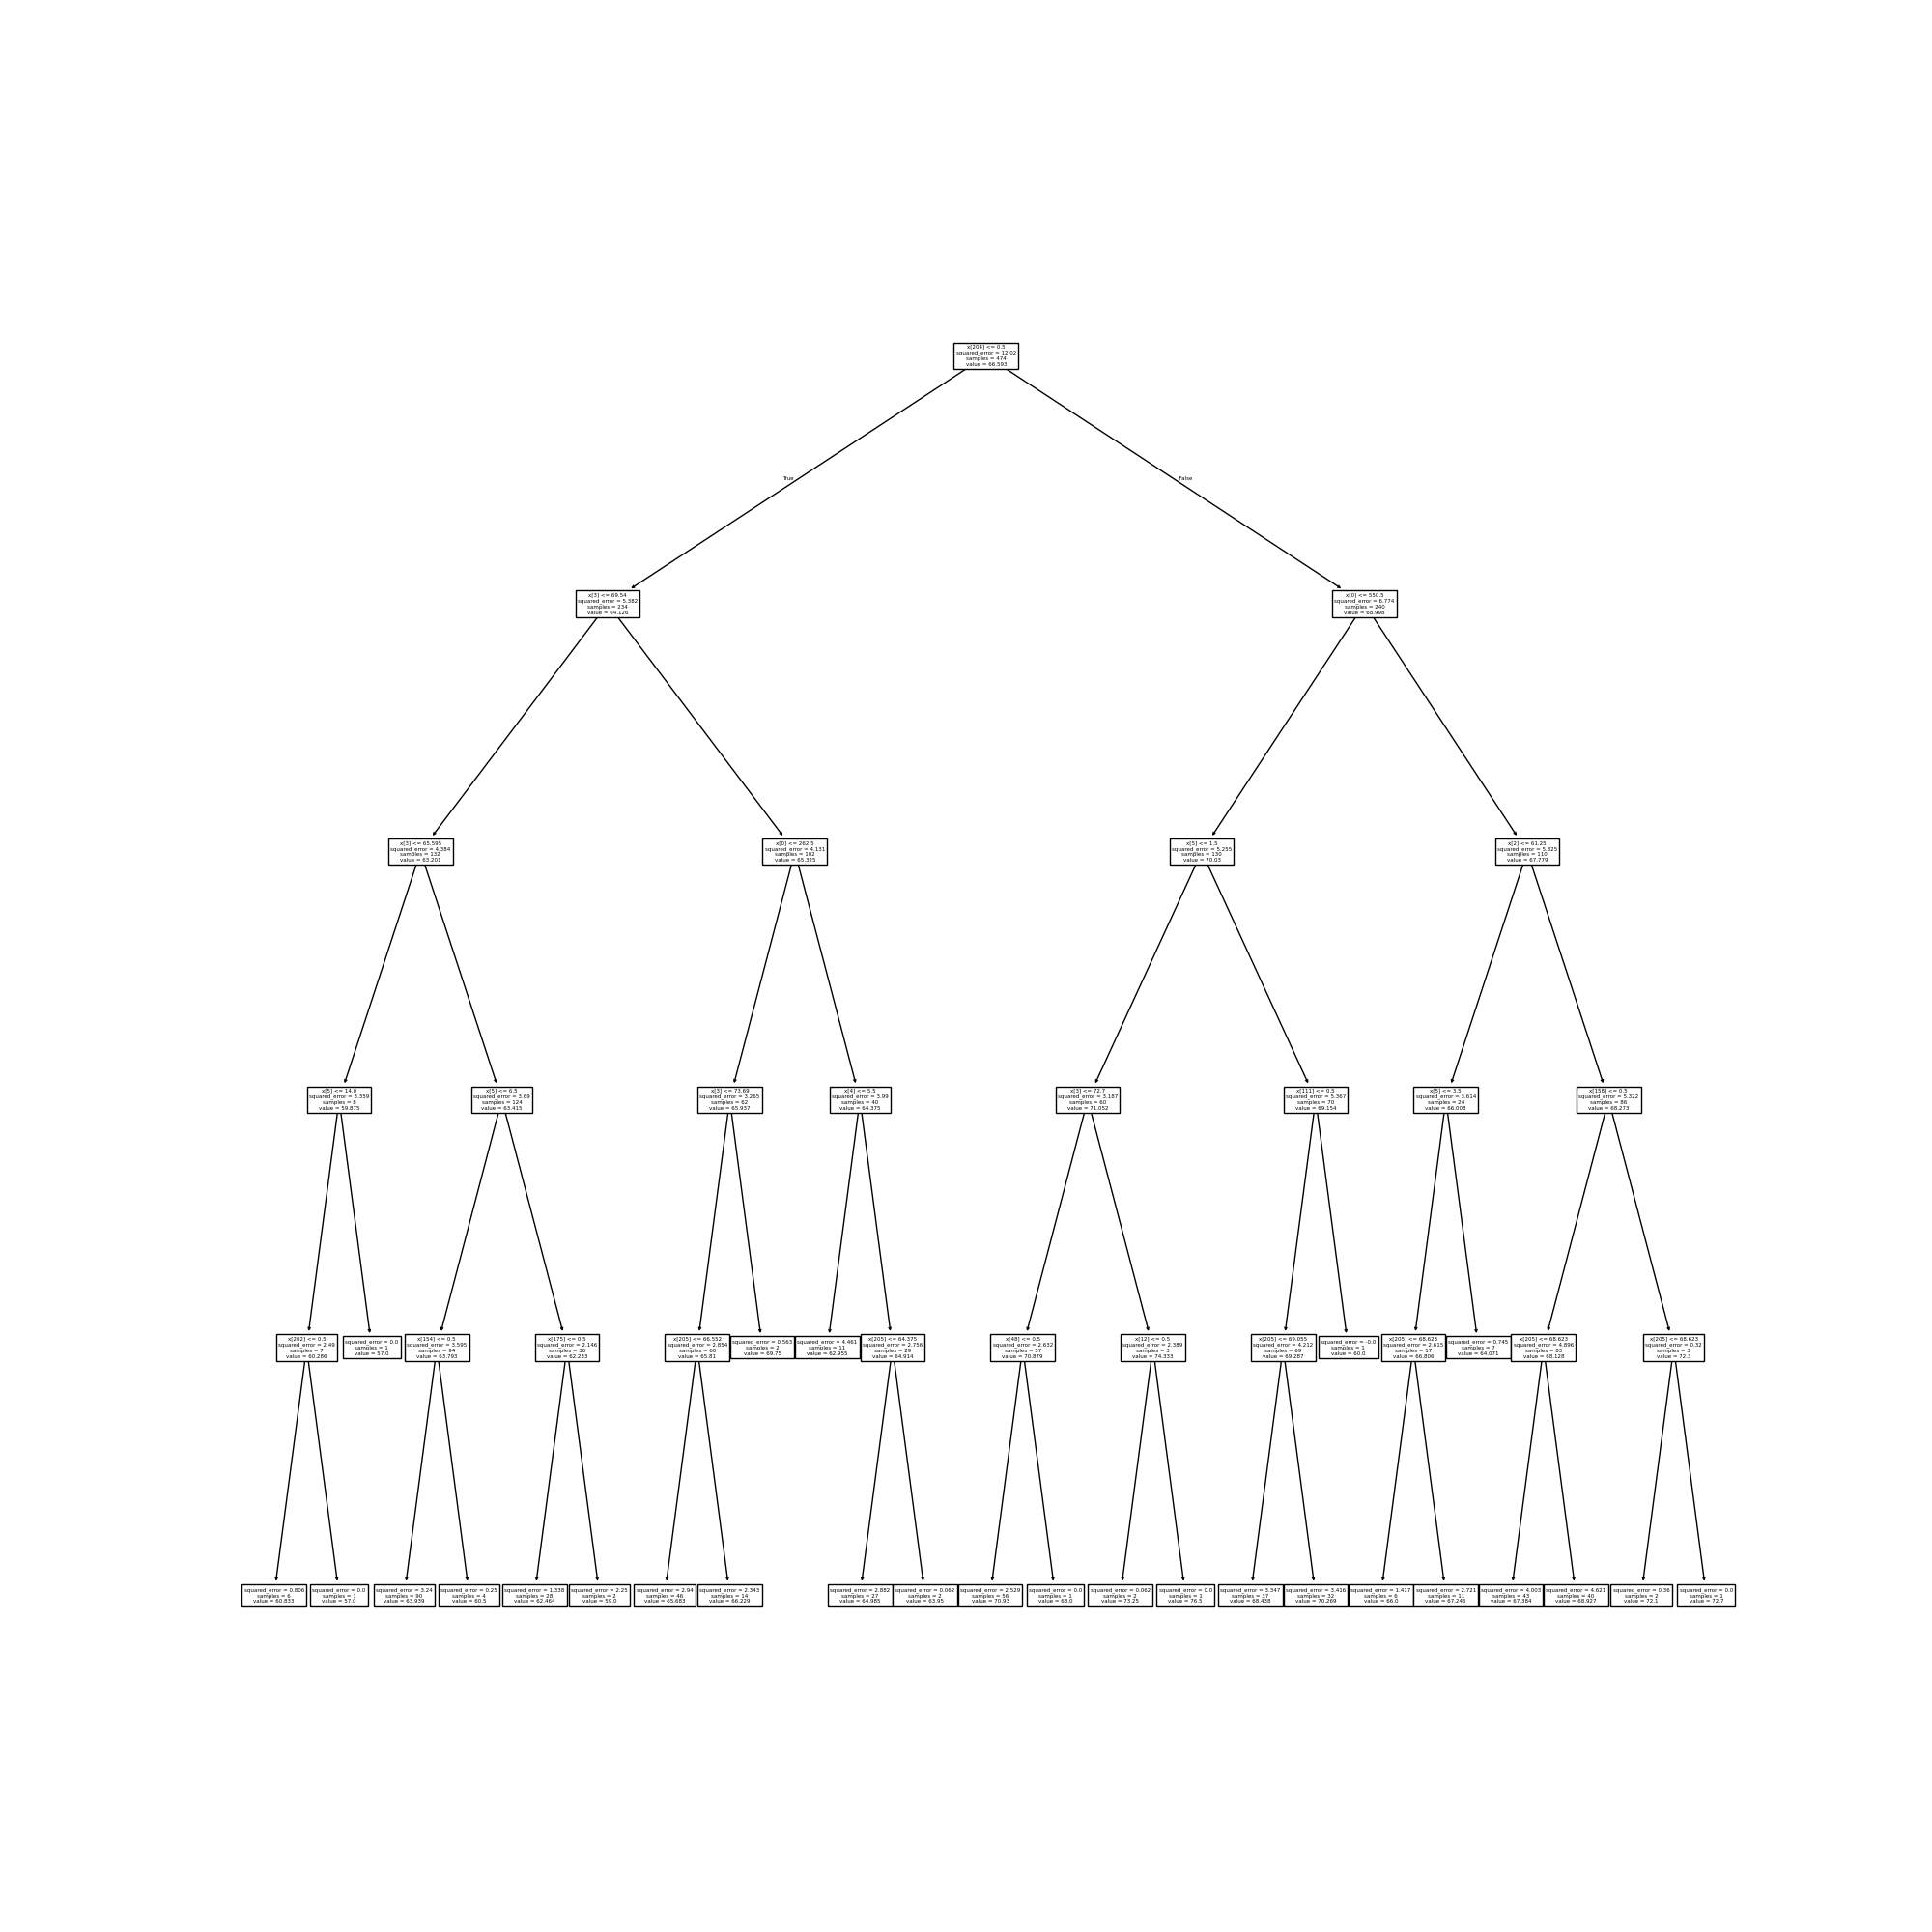 x[204] <= 0.5
squared_error = 12.02
samples = 474
value = 66.593
True
False
x[3] <= 69.54
squared_error = 5.382
samples = 234
value = 64.126
x[0] <= 550.5
squared_error = 6.774
samples = 240
value = 68.998
x[3] <= 65.595
squared_error = 4.384
samples = 132
value = 63.201
x[0] <= 262.5
squared_error = 4.131
samples = 102
value = 65.325
x[5] <= 1.5
squared_error = 5.255
samples = 130
value = 70.03
x[2] <= 61.25
squared_error = 5.825
samples = 110
value = 67.779
x[5] <= 14.0
squared_error = 3.359
samples = 8
value = 59.875
x[5] <= 6.5
squared_error = 3.69
samples = 124
value = 63.415
x[3] <= 73.69
squared_error = 3.265
samples = 62
value = 65.937
x[4] <= 5.5
squared_error = 3.99
samples = 40
value = 64.375
x[3] <= 72.7
squared_error = 3.187
samples = 60
value = 71.052
x[111] <= 0.5
squared_error = 5.367
samples = 70
value = 69.154
x[5] <= 3.5
squared_error = 3.614
samples = 24
value = 66.008
x[158] <= 0.5
squared_error = 5.322
samples = 86
value = 68.273
x[202] <= 0.5
squared_error = 2.49
samples = 7
value = 60.286
squared_error = 0.0
samples = 1
value = 57.0
x[154] <= 0.5
squared_error = 3.595
samples = 94
value = 63.793
x[175] <= 0.5
squared_error = 2.146
samples = 30
value = 62.233
x[205] <= 66.552
squared_error = 2.854
samples = 60
value = 65.81
squared_error = 0.563
samples = 2
value = 69.75
squared_error = 4.461
samples = 11
value = 62.955
x[205] <= 64.375
squared_error = 2.756
samples = 29
value = 64.914
x[48] <= 0.5
squared_error = 2.632
samples = 57
value = 70.879
x[12] <= 0.5
squared_error = 2.389
samples = 3
value = 74.333
x[205] <= 69.055
squared_error = 4.212
samples = 69
value = 69.287
squared_error = -0.0
samples = 1
value = 60.0
x[205] <= 68.623
squared_error = 2.615
samples = 17
value = 66.806
squared_error = 0.745
samples = 7
value = 64.071
x[205] <= 68.623
squared_error = 4.896
samples = 83
value = 68.128
x[205] <= 68.623
squared_error = 0.32
samples = 3
value = 72.3
squared_error = 0.806
samples = 6
value = 60.833
squared_error = 0.0
samples = 1
value = 57.0
squared_error = 3.24
samples = 90
value = 63.939
squared_error = 0.25
samples = 4
value = 60.5
squared_error = 1.338
samples = 28
value = 62.464
squared_error = 2.25
samples = 2
value = 59.0
squared_error = 2.94
samples = 46
value = 65.683
squared_error = 2.343
samples = 14
value = 66.229
squared_error = 2.882
samples = 27
value = 64.985
squared_error = 0.062
samples = 2
value = 63.95
squared_error = 2.529
samples = 56
value = 70.93
squared_error = 0.0
samples = 1
value = 68.0
squared_error = 0.062
samples = 2
value = 73.25
squared_error = 0.0
samples = 1
value = 76.5
squared_error = 3.347
samples = 37
value = 68.438
squared_error = 3.416
samples = 32
value = 70.269
squared_error = 1.417
samples = 6
value = 66.0
squared_error = 2.721
samples = 11
value = 67.245
squared_error = 4.003
samples = 43
value = 67.384
squared_error = 4.621
samples = 40
value = 68.927
squared_error = 0.36
samples = 2
value = 72.1
squared_error = 0.0
samples = 1
value = 72.7